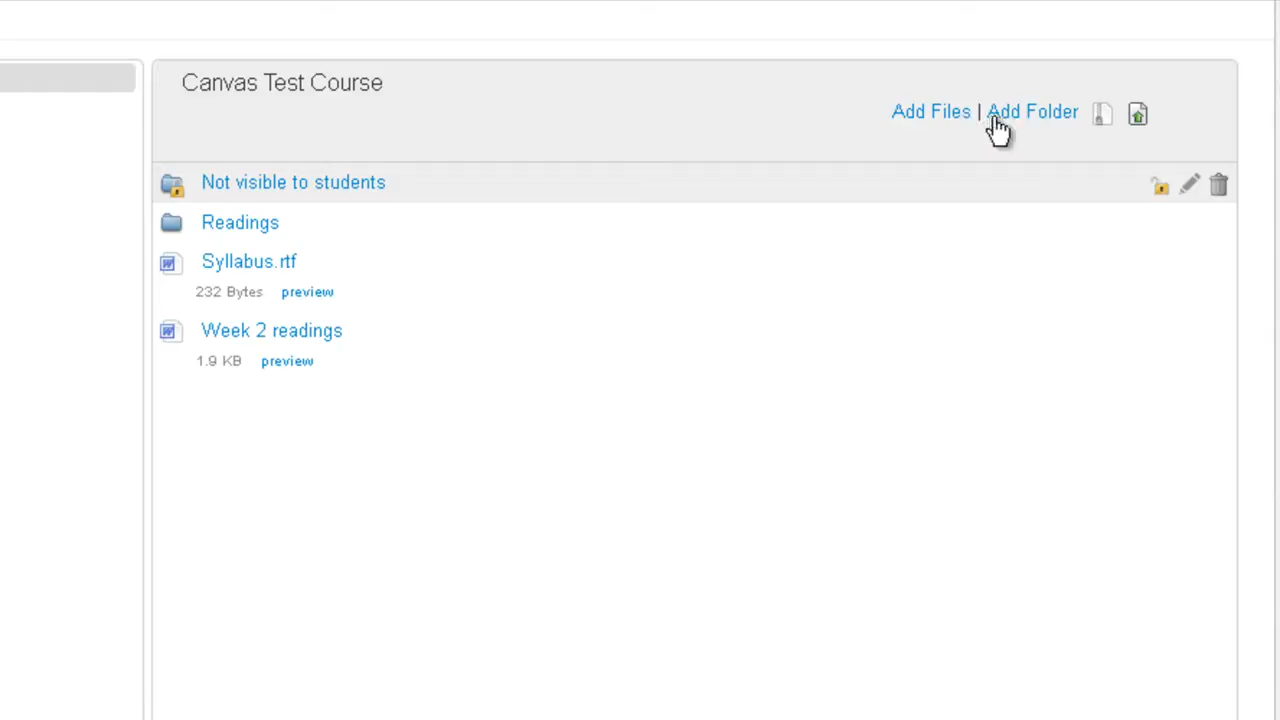 Canvas Test Course
Add Files | Add Folder
Not visible to students
Readings
Syllabus.rtf
232 Bytes preview
Week 2 readings
1.9 KB preview